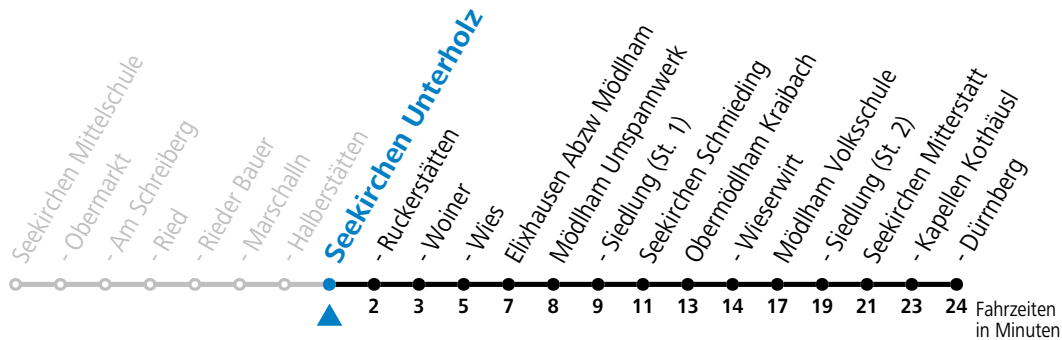 Seekirchen Mittelschule
- Obermarkt
- Am Schreiberg
- Ried
- Rieder Bauer
- Marschalln
- Halberstätten
Seekirchen Unterholz
- Ruckerstätten
- Woiner
- Wies
Elixhausen Abzw Mödlham
Mödlham Umspannwerk
- Siedlung (St. 1)
Seekirchen Schmieding
Obermödlham Kraibach
- Wieserwirt
Mödlham Volksschule
- Siedlung (St. 2)
Seekirchen Mitterstatt
- Kapellen Kothäusl
- Dürrnberg
2 3 5 7 8 9 11 13 14 17 19 21 23 24 Fahrzeiten
in Minuten